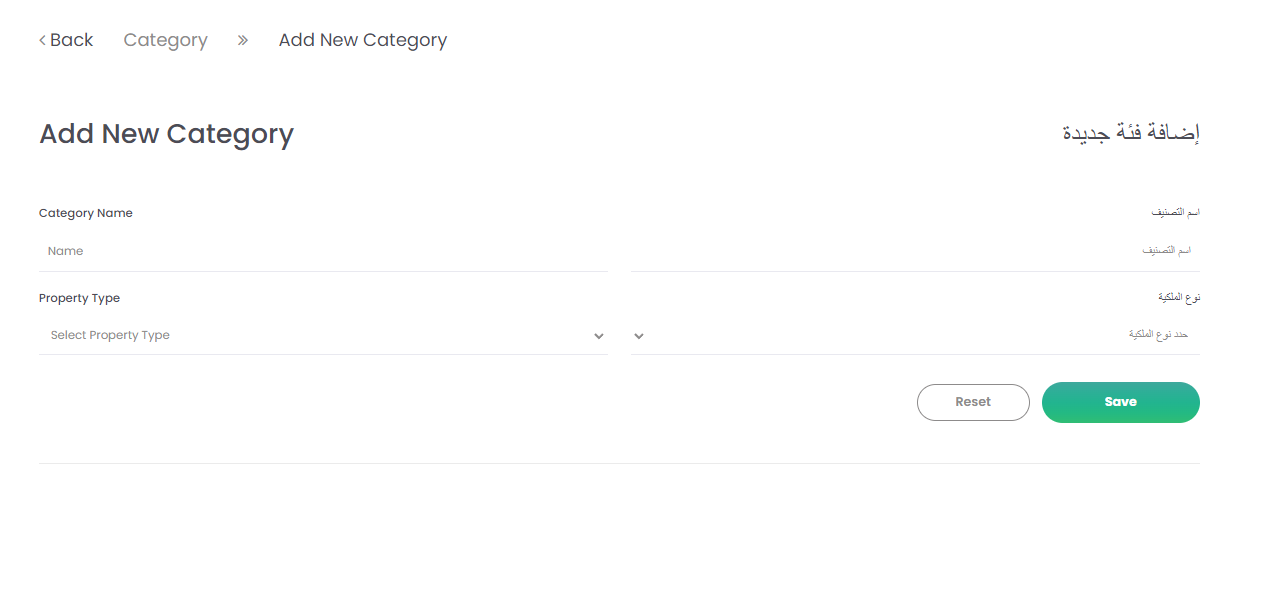 Back Category » Add New Category
Add New Category إضافة فئة جديدة
Category Name اسم التصنيف
Name اسم التصنيف
Property Type نوع الملكية
Select Property Type حدد نوع الملكية
Reset Save